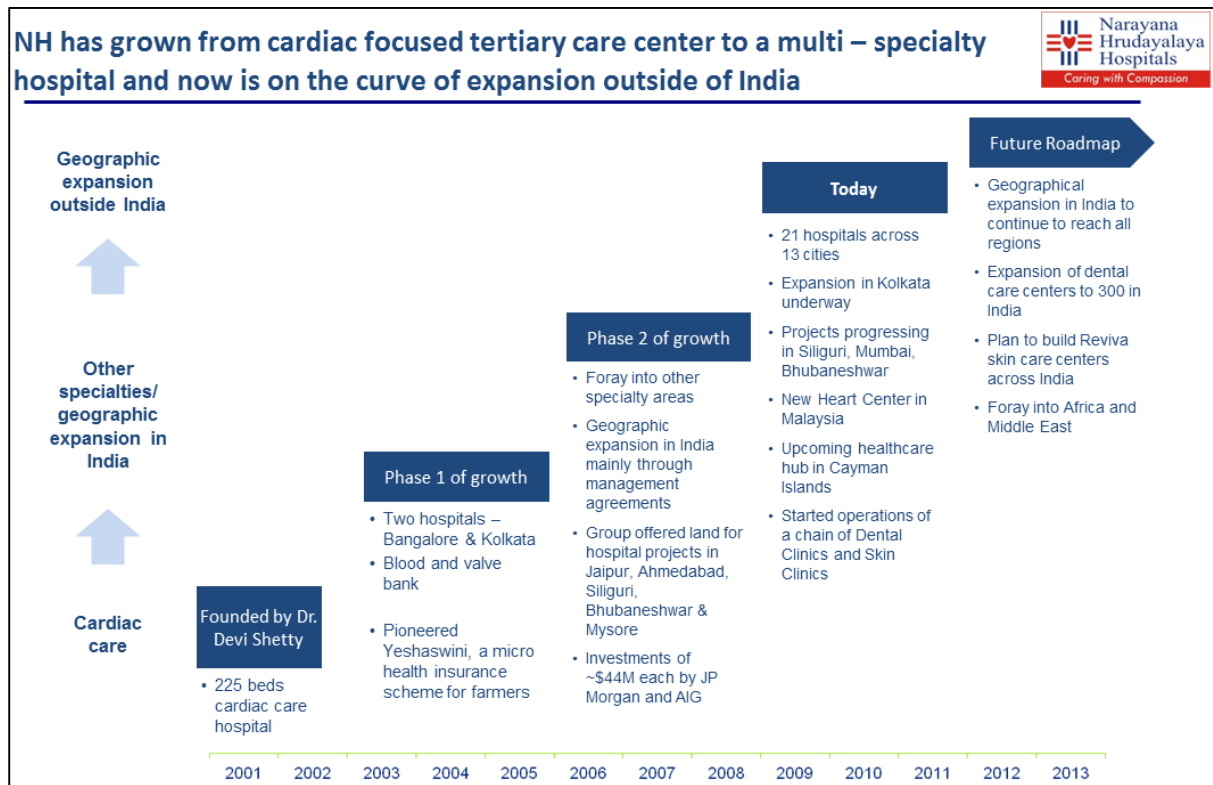 NH has grown from cardiac focused tertiary care center to a multi – specialty
hospital and now is on the curve of expansion outside of India
Narayana
Hrudayalaya
Hospitals
Caring with Compassion
Geographic
expansion
outside India
Other
specialties/
geographic
expansion in
India
Cardiac
care
Founded by Dr.
Devi Shetty
• 225 beds
cardiac care
hospital
Phase 1 of growth
• Two hospitals –
Bangalore & Kolkata
• Blood and valve
bank
• Pioneered
Yeshaswini, a micro
health insurance
scheme for farmers
Phase 2 of growth
• Foray into other
specialty areas
• Geographic
expansion in India
mainly through
management
agreements
• Group offered land for
hospital projects in
Jaipur, Ahmedabad,
Siliguri,
Bhubaneshwar &
Mysore
• Investments of
~$44M each by JP
Morgan and AIG
Today
• 21 hospitals across
13 cities
• Expansion in Kolkata
underway
• Projects progressing
in Siliguri, Mumbai,
Bhubaneshwar
• New Heart Center in
Malaysia
• Upcoming healthcare
hub in Cayman
Islands
• Started operations of
a chain of Dental
Clinics and Skin
Clinics
Future Roadmap
• Geographical
expansion in India to
continue to reach all
regions
• Expansion of dental
care centers to 300 in
India
• Plan to build Reviva
skin care centers
across India
• Foray into Africa and
Middle East
2001 2002 2003 2004 2005 2006 2007 2008 2009 2010 2011 2012 2013